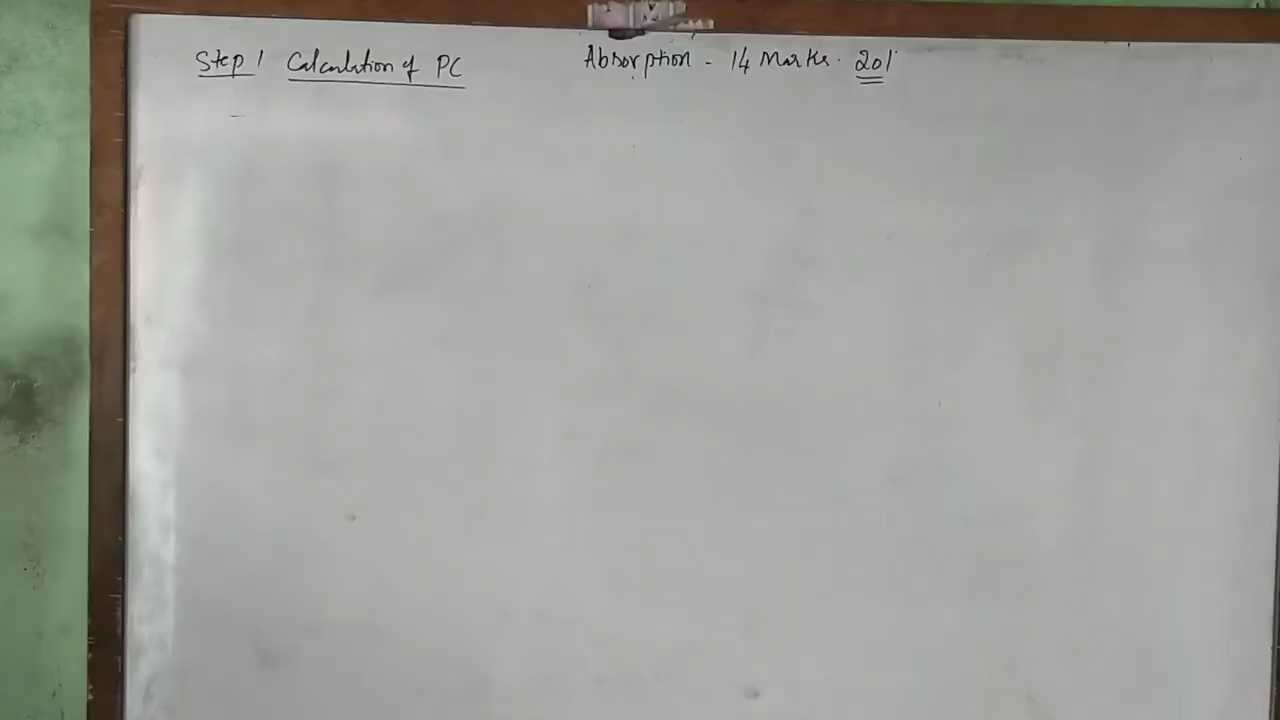 Step 1 Calculation of PC
Absorption - 14 Marks. 201